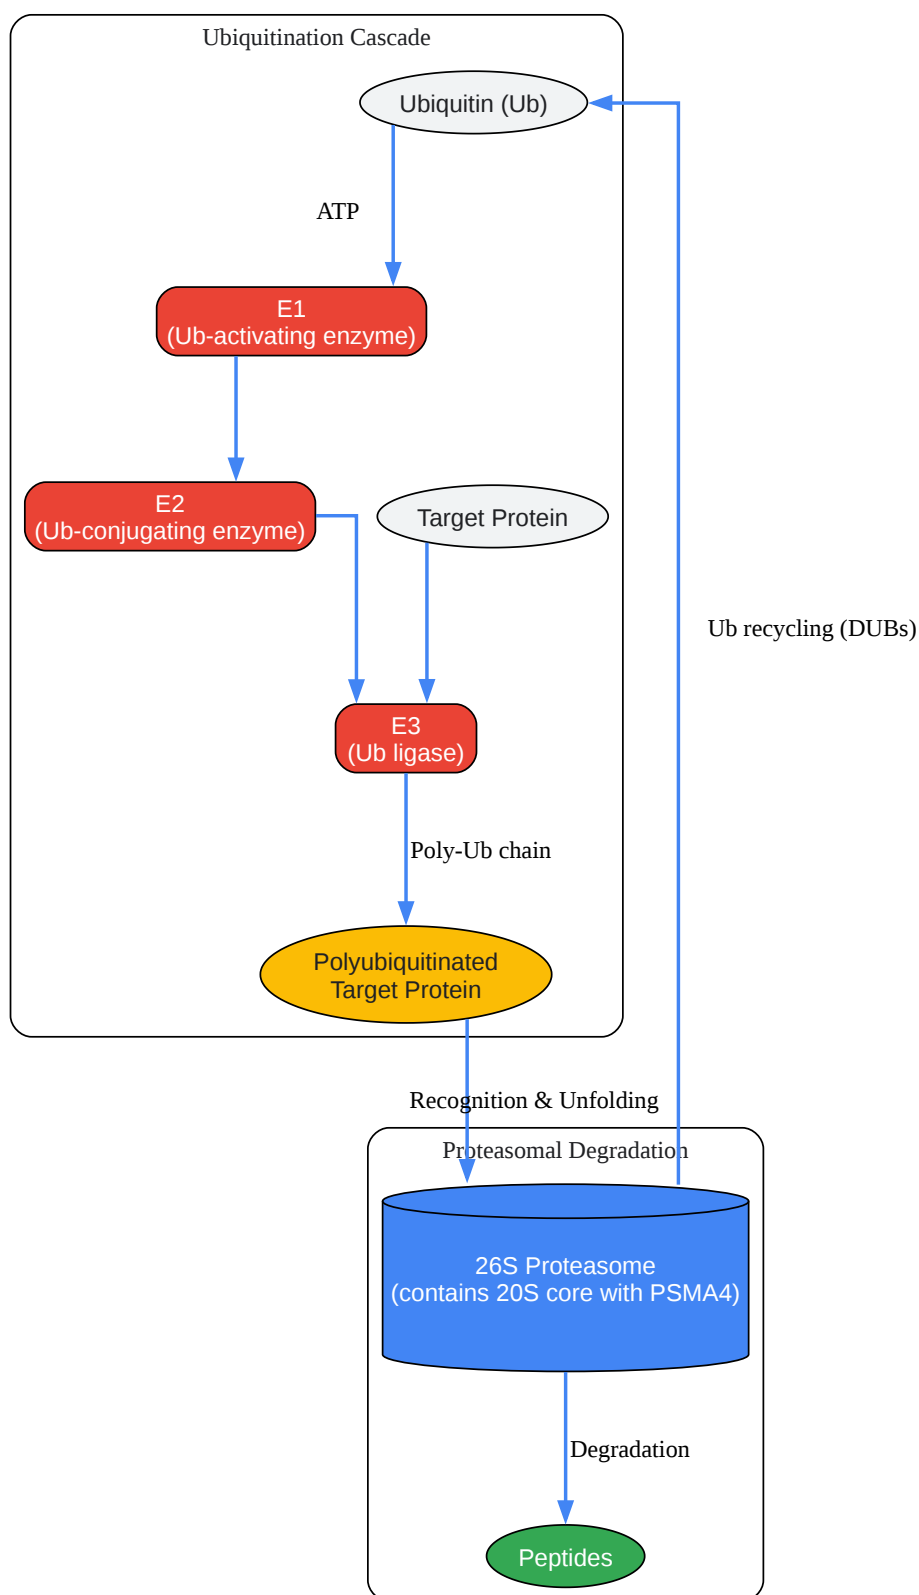 Ubiquitination Cascade
Ubiquitin (Ub)
ATP
E1
(Ub-activating enzyme)
E2
(Ub-conjugating enzyme)
Target Protein
Ub recycling (DUBs)
E3
(Ub ligase)
Poly-Ub chain
Polyubiquitinated
Target Protein
Recognition & Unfolding
Proteasomal Degradation
26S Proteasome
(contains 20S core with PSMA4)
Degradation
Peptides